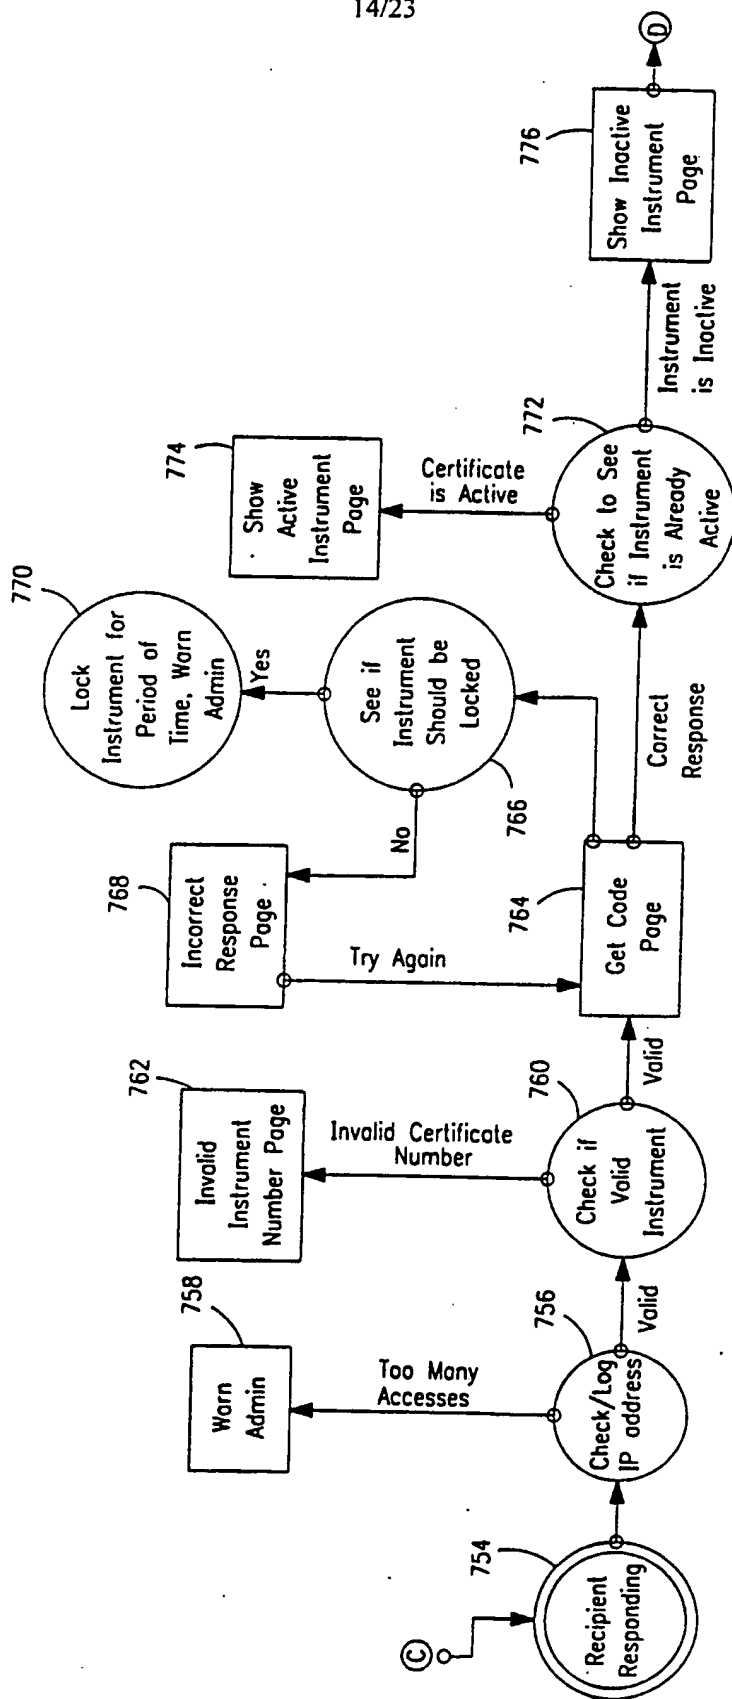 14/23
C
754
Recipient
Responding
756
Check/Log
IP address
Too Many
Accesses
758
Warn
Admin
Valid
760
Check if
Valid
Instrument
Invalid Certificate
Number
762
Invalid
Instrument
Number Page
Valid
764
Get Code
Page
Try Again
768
Incorrect
Response
Page
No
766
See if
Instrument
Should be
Locked
Yes
770
Lock
Instrument for
Period of
Time, Warn
Admin
Correct
Response
772
Check to See
if Instrument
is Already
Active
Certificate
is Active
774
Show
Active
Instrument
Page
Instrument
is Inactive
776
Show Inactive
Instrument
Page
D